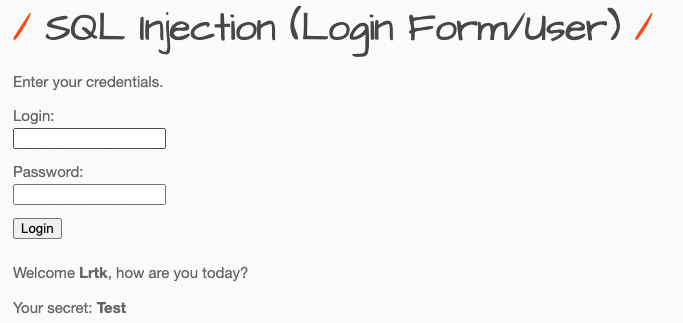 / SQL Injection (Login Form/User) /
Enter your credentials.
Login:
Password:
Login
Welcome Lrtk, how are you today?
Your secret: Test